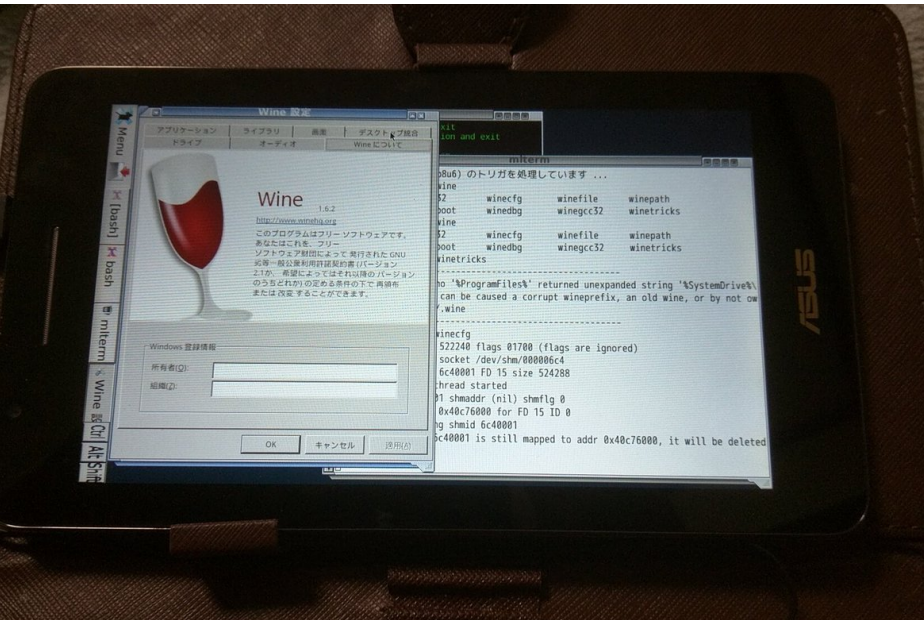 Wine 設定
アプリケーション ライブラリ 画面 デスクトップ統合
ドライブ オーディオ Wine について
Wine 1.6.2
http://www.winehq.org
このプログラムはフリー ソフトウェアです。
あなたはこれを、フリー
ソフトウェア財団によって 発行された GNU
劣等一般公衆利用許諾契約書(バージョン
2.1か、希望によってはそれ以降の バージョン
のうちどれか) の定める条件の下で 再頒布
または 改変 することができます。
Windows 登録情報
所有者(O):
組織(Z):
OK キャンセル 適用(A)
Menu
[bash]
bash
mlterm
Wine 設
Ctrl Alt Shift
xit
ion and exit
mlterm
b8u6) のトリガを処理しています ...
wine
32 winecfg winefile winepath
boot winedbg winegcc32 winetricks
wine
32 winecfg winefile winepath
boot winedbg winegcc32 winetricks
winetricks
------------------------------------------------------
ho '%ProgramFiles%' returned unexpanded string '%SystemDrive%\
can be caused a corrupt wineprefix, an old wine, or by not ow
/.wine
------------------------------------------------------
winecfg
522240 flags 01700 (flags are ignored)
socket /dev/shm/000006c4
6c40001 FD 15 size 524288
thread started
01 shmaddr (nil) shmflg 0
0x40c76000 for FD 15 ID 0
ng shmid 6c40001
6c40001 is still mapped to addr 0x40c76000, it will be deleted
ASUS